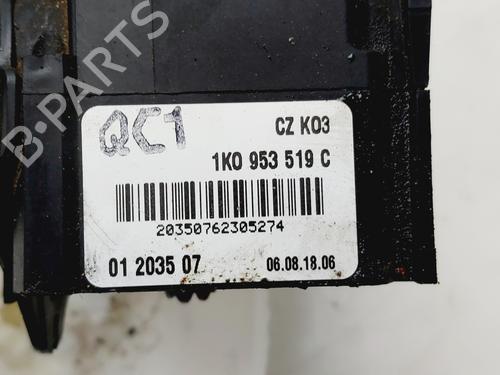 QC1
CZ K03
1K0 953 519 C
20350762305274
01 2035 07
06.08.18.06
B-PARTS